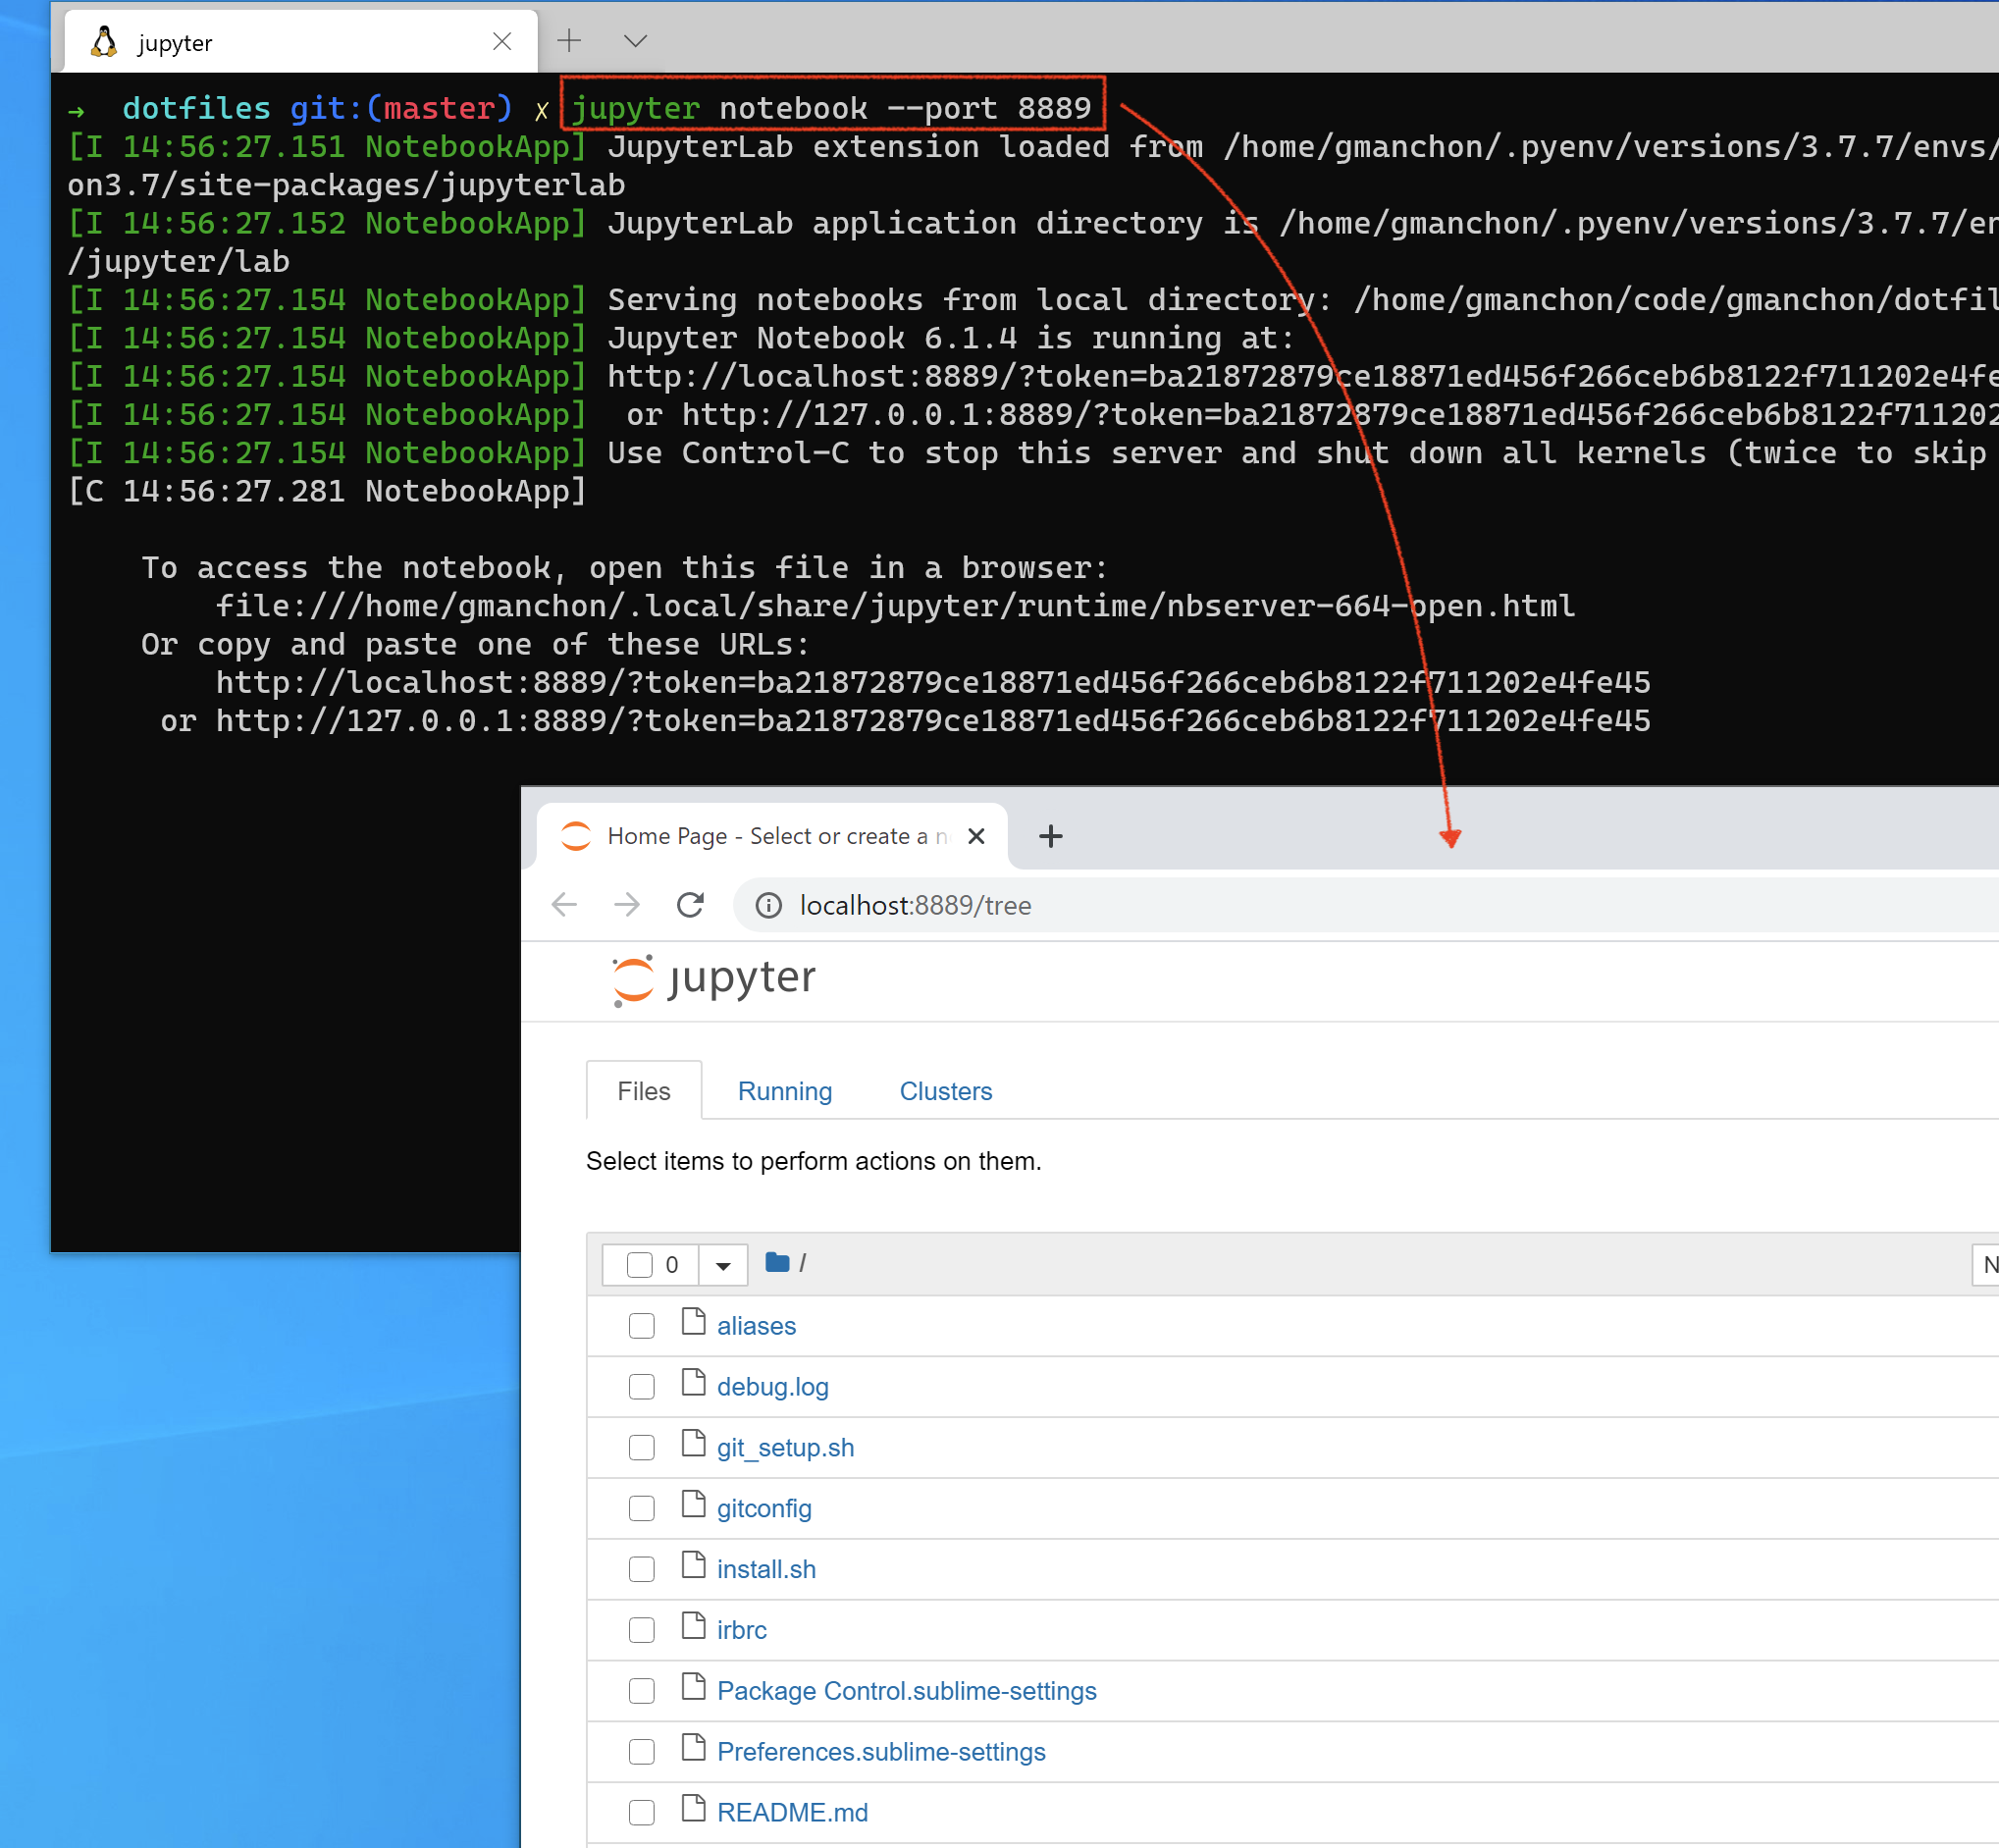 jupyter
→ dotfiles git:(master) ✗ jupyter notebook --port 8889
[I 14:56:27.151 NotebookApp] JupyterLab extension loaded from /home/gmanchon/.pyenv/versions/3.7.7/envs/
on3.7/site-packages/jupyterlab
[I 14:56:27.152 NotebookApp] JupyterLab application directory is /home/gmanchon/.pyenv/versions/3.7.7/en
/jupyter/lab
[I 14:56:27.154 NotebookApp] Serving notebooks from local directory: /home/gmanchon/code/gmanchon/dotfil
[I 14:56:27.154 NotebookApp] Jupyter Notebook 6.1.4 is running at:
[I 14:56:27.154 NotebookApp] http://localhost:8889/?token=ba21872879ce18871ed456f266ceb6b8122f711202e4fe
[I 14:56:27.154 NotebookApp]  or http://127.0.0.1:8889/?token=ba21872879ce18871ed456f266ceb6b8122f711202
[I 14:56:27.154 NotebookApp] Use Control-C to stop this server and shut down all kernels (twice to skip
[C 14:56:27.281 NotebookApp]
To access the notebook, open this file in a browser:
file:///home/gmanchon/.local/share/jupyter/runtime/nbserver-664-open.html
Or copy and paste one of these URLs:
http://localhost:8889/?token=ba21872879ce18871ed456f266ceb6b8122f711202e4fe45
or http://127.0.0.1:8889/?token=ba21872879ce18871ed456f266ceb6b8122f711202e4fe45
Home Page - Select or create a n
localhost:8889/tree
jupyter
Files Running Clusters
Select items to perform actions on them.
0 / N
aliases
debug.log
git_setup.sh
gitconfig
install.sh
irbrc
Package Control.sublime-settings
Preferences.sublime-settings
README.md